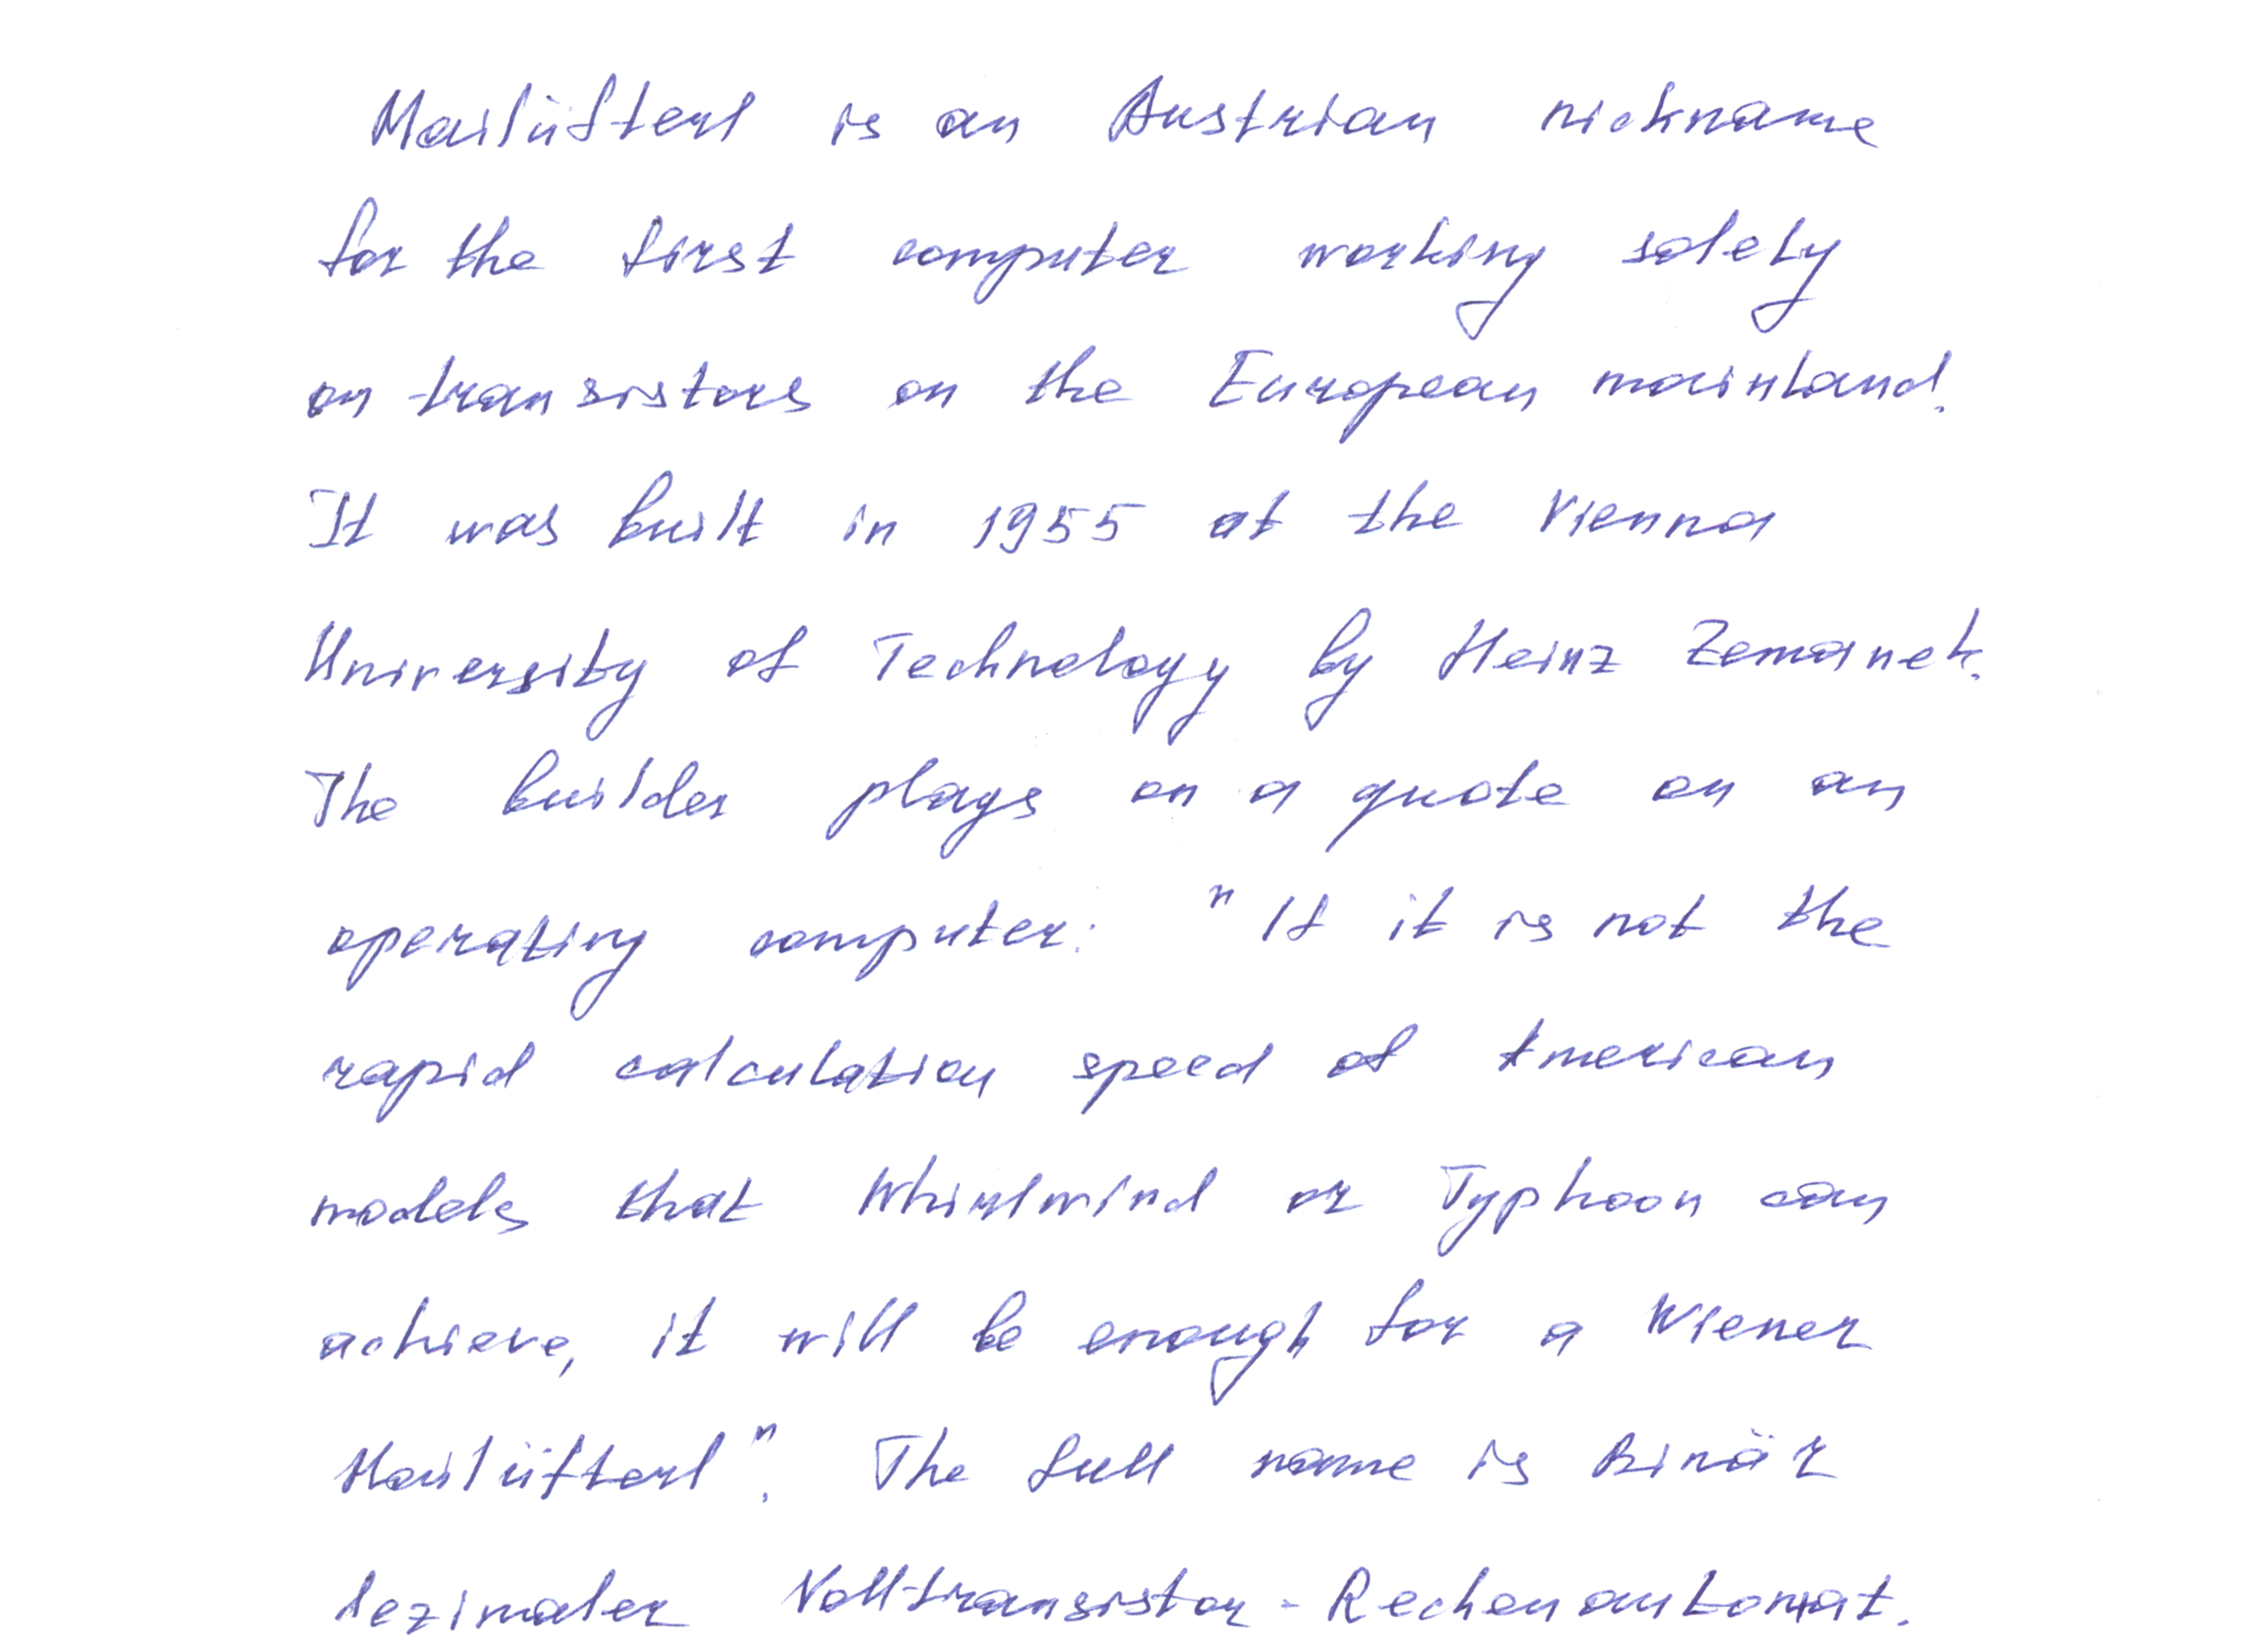 Mailüfterl is an Austrian nickname
for the first computer working solely
on transistors on the European mainland.
It was built in 1955 at the Vienna
University of Technology by Heinz Zemanek.
The builder plays on a quote on an
operating computer: "If it is not the
rapid calculation speed of American
models that Whirlwind or Typhoon can
achieve, it will be enough for a Wiener
Mailüfterl". The full name is Binär
dezimaler Volltransistor-Rechenautomat.